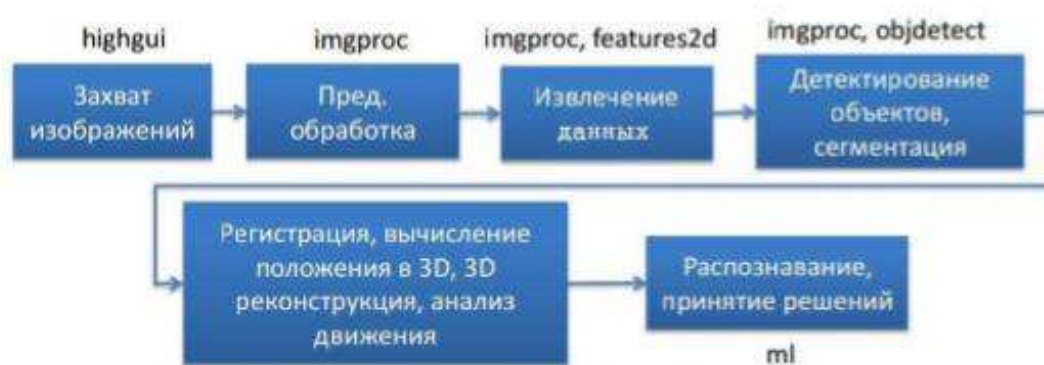 highgui
imgproc
imgproc, features2d
imgproc, objdetect
Захват
изображений
Пред.
обработка
Извлечение
данных
Детектирование
объектов,
сегментация
Регистрация, вычисление
положения в 3D, 3D
реконструкция, анализ
движения
Распознавание,
принятие решений
ml